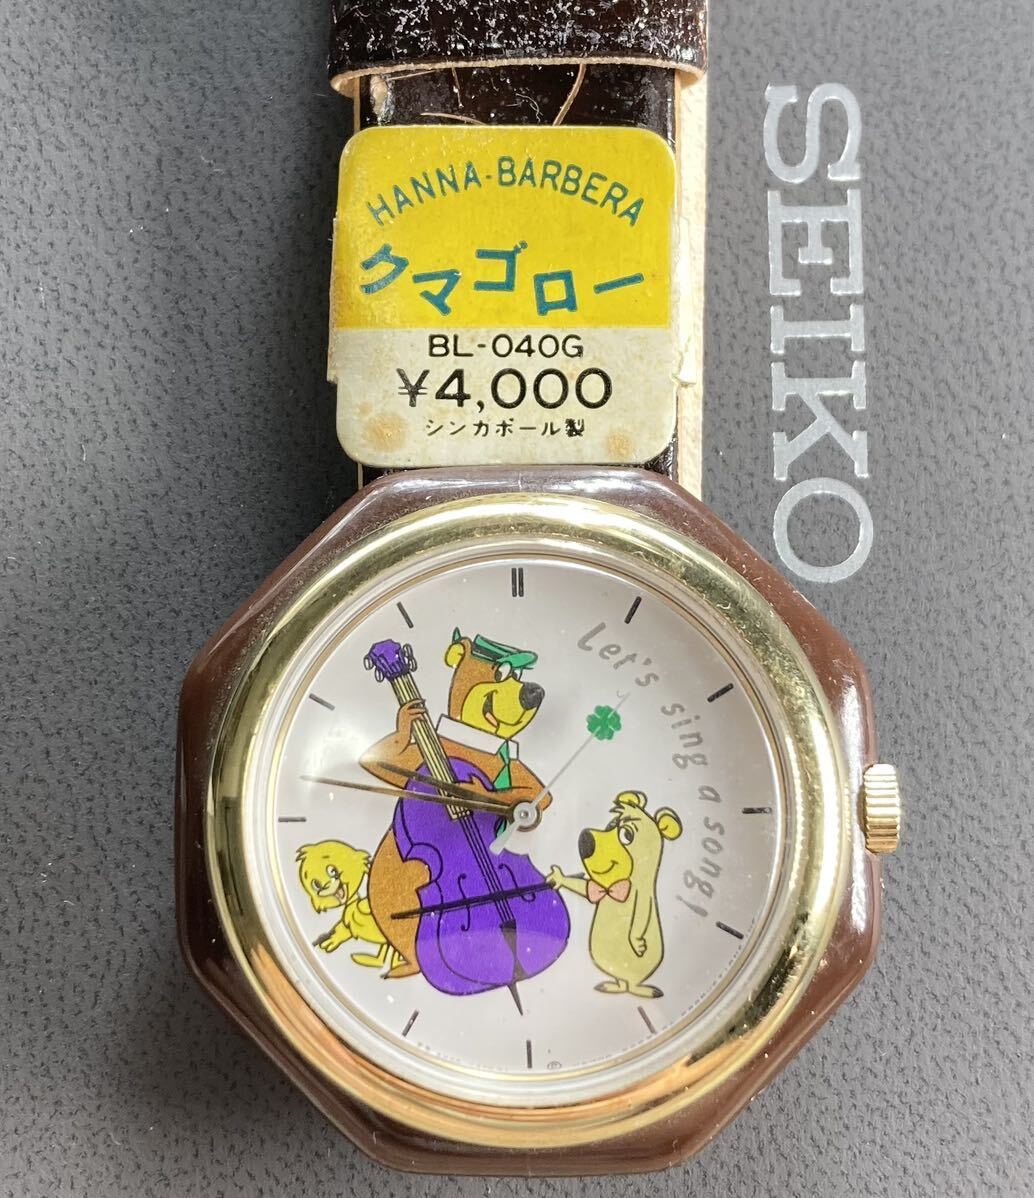 HANNA-BARBERA
クマゴロー
BL-040G
¥4,000
シンガポール製
SEIKO
Let's sing a song!